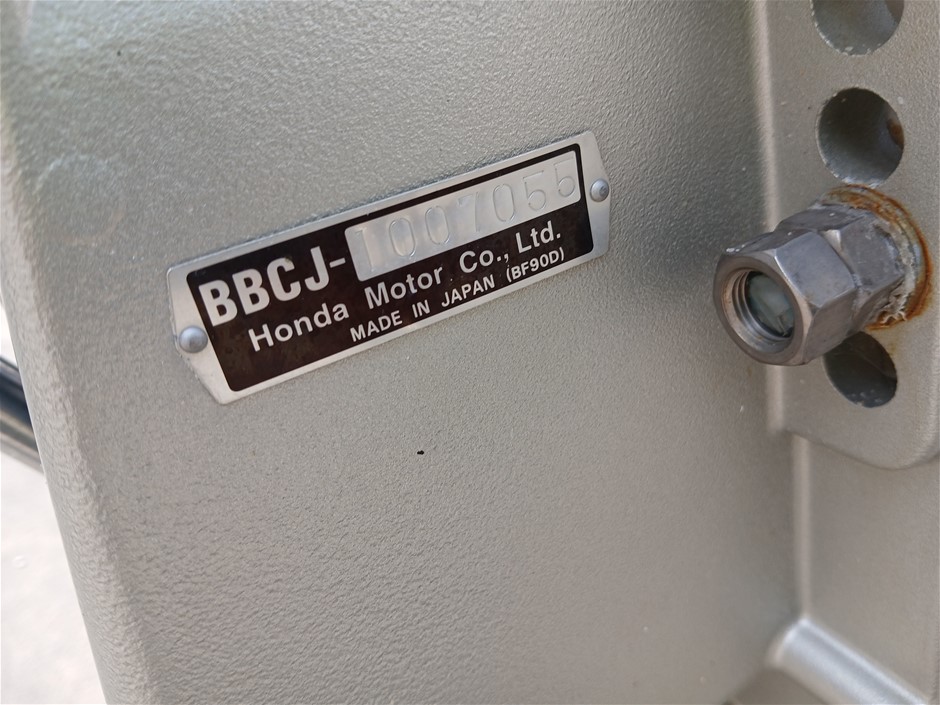 BBCJ-1007055
Honda Motor Co., Ltd.
MADE IN JAPAN (BF90D)